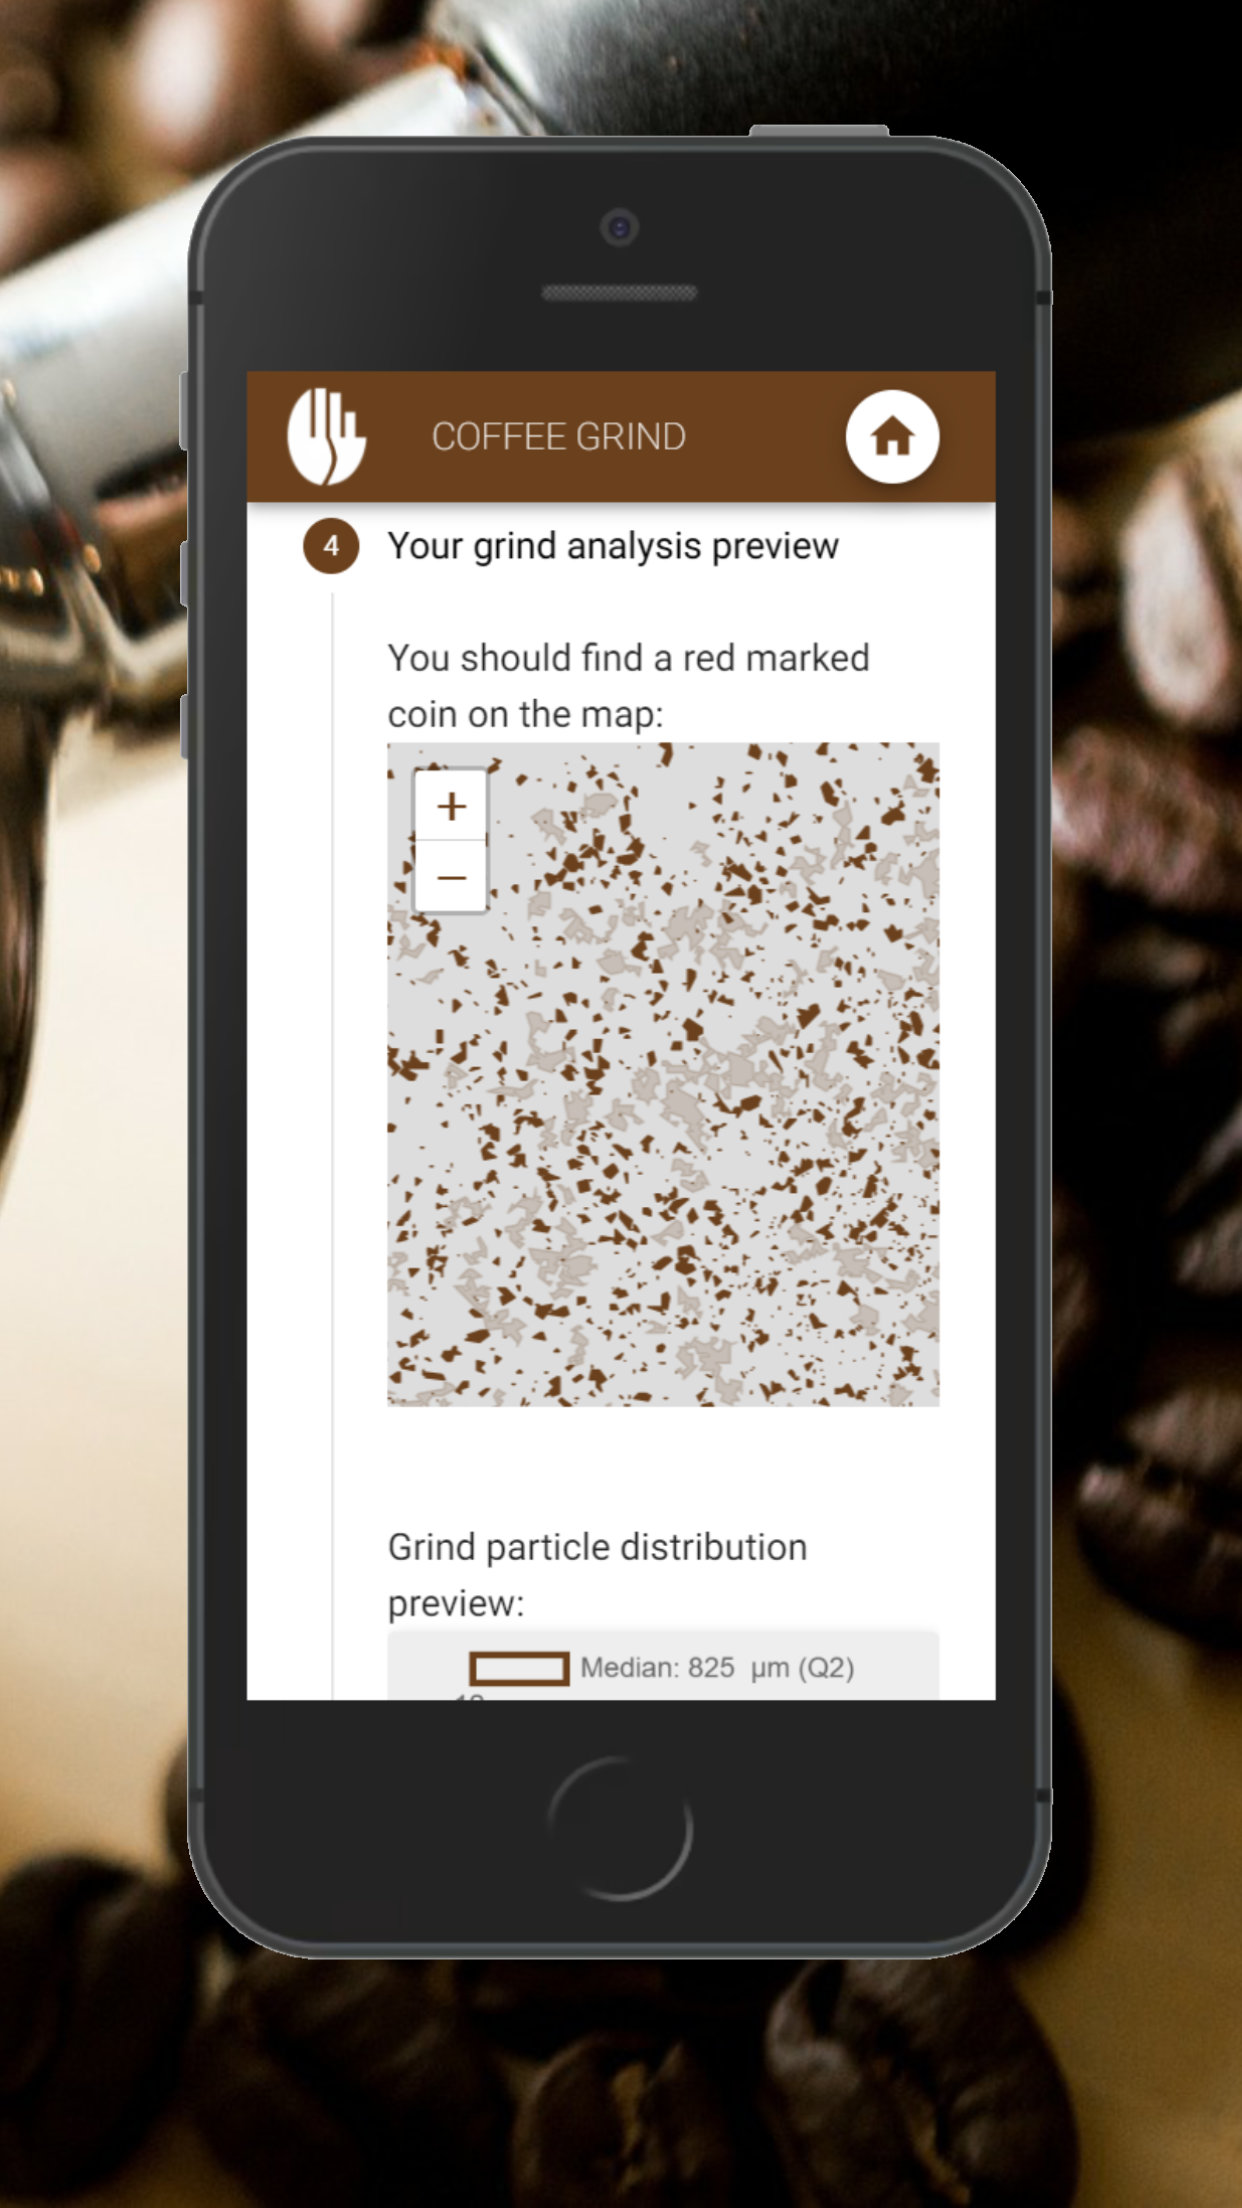 COFFEE GRIND
4 Your grind analysis preview
You should find a red marked
coin on the map:
+
−
Grind particle distribution
preview:
Median: 825 µm (Q2)